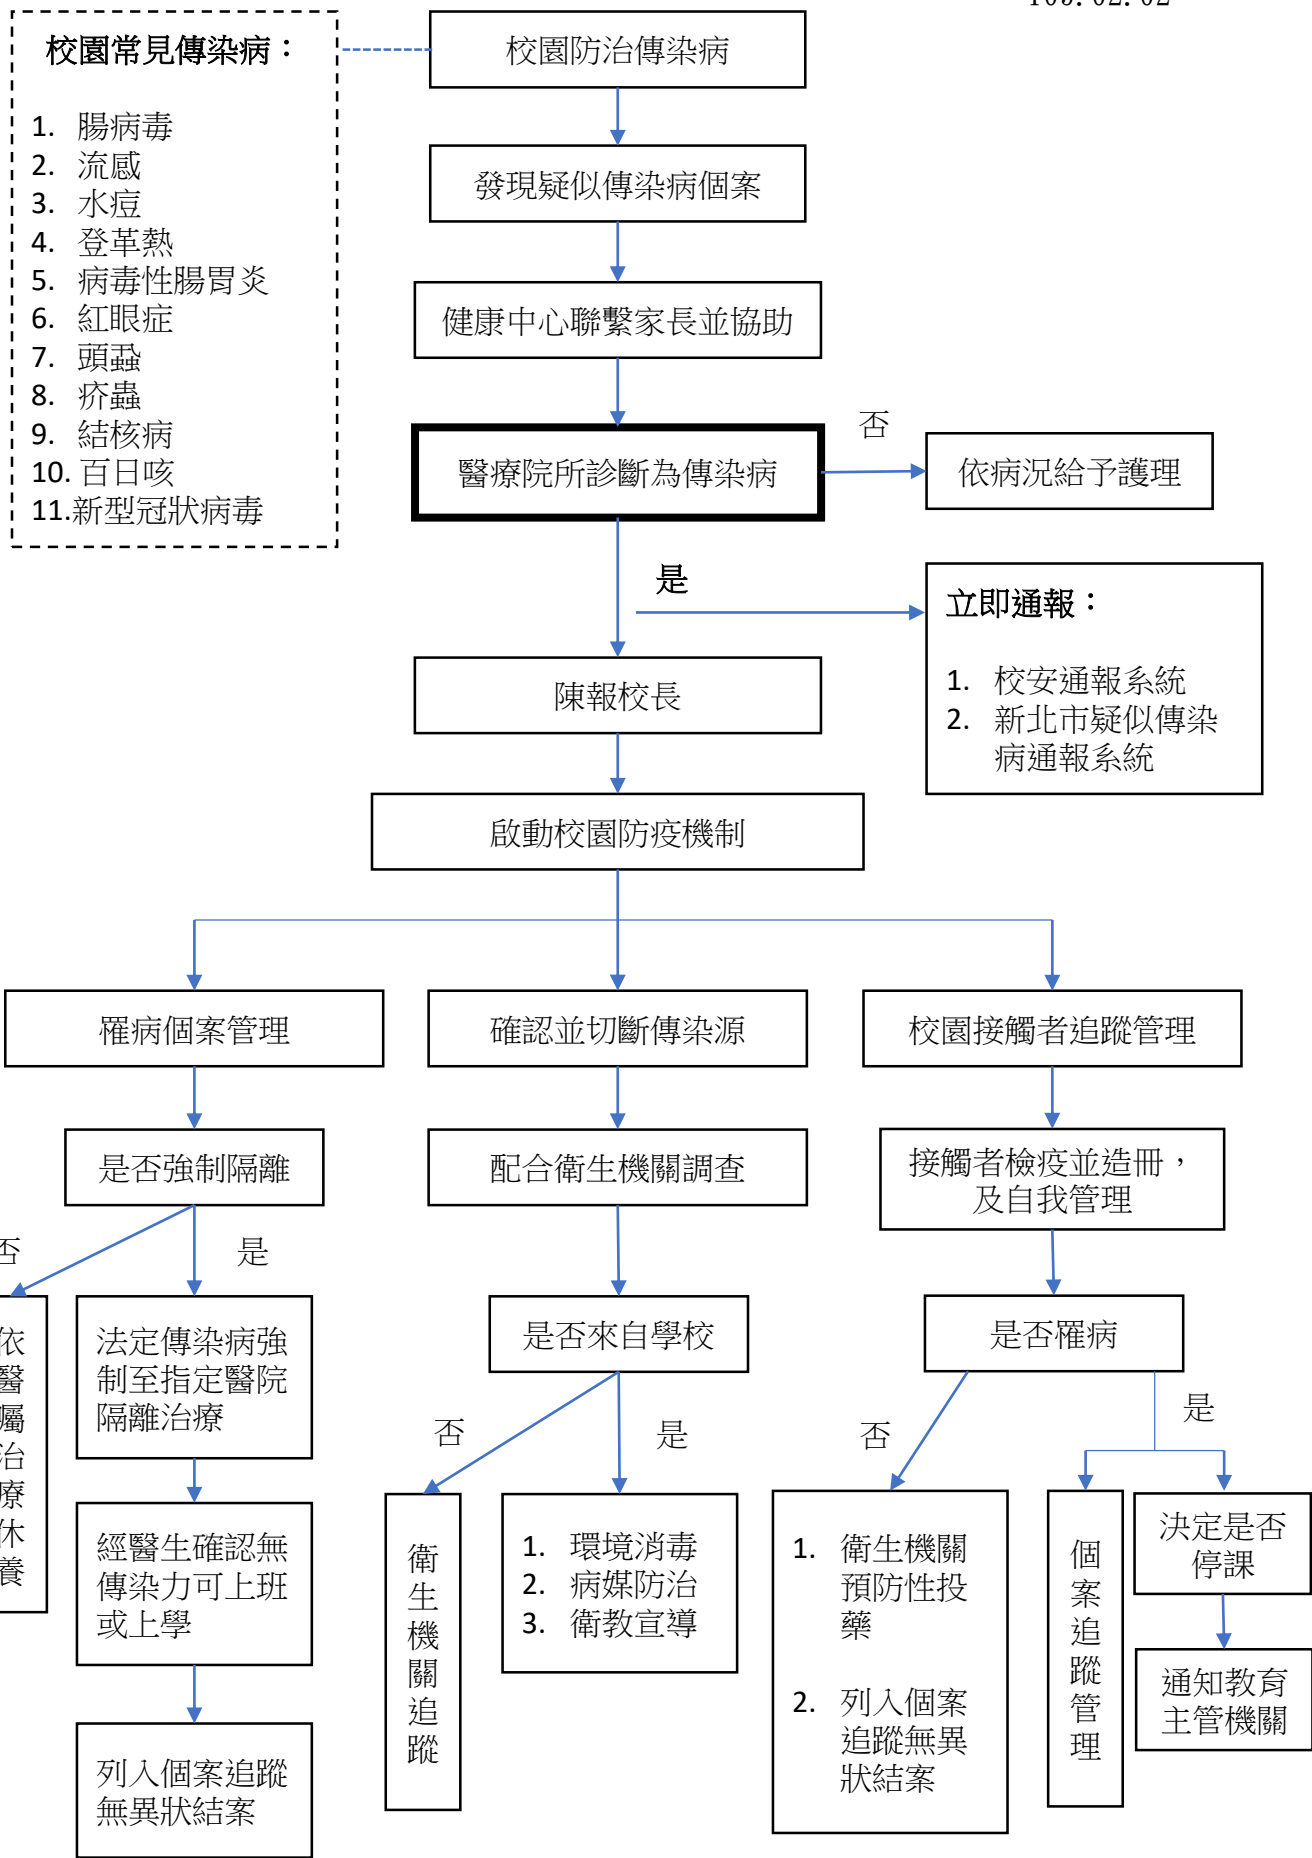 校園常見傳染病：
1. 腸病毒
2. 流感
3. 水痘
4. 登革熱
5. 病毒性腸胃炎
6. 紅眼症
7. 頭蝨
8. 疥蟲
9. 結核病
10. 百日咳
11.新型冠狀病毒
校園防治傳染病
發現疑似傳染病個案
健康中心聯繫家長並協助
醫療院所診斷為傳染病
否
依病況給予護理
是
立即通報：
1. 校安通報系統
2. 新北市疑似傳染
病通報系統
陳報校長
啟動校園防疫機制
罹病個案管理
確認並切斷傳染源
校園接觸者追蹤管理
是否強制隔離
配合衛生機關調查
接觸者檢疫並造冊，
及自我管理
否
是
依
醫
囑
治
療
休
養
法定傳染病強
制至指定醫院
隔離治療
經醫生確認無
傳染力可上班
或上學
列入個案追蹤
無異狀結案
是否來自學校
否
是
衛
生
機
關
追
蹤
1. 環境消毒
2. 病媒防治
3. 衛教宣導
是否罹病
否
是
1. 衛生機關
預防性投
藥
2. 列入個案
追蹤無異
狀結案
個
案
追
蹤
管
理
決定是否
停課
通知教育
主管機關